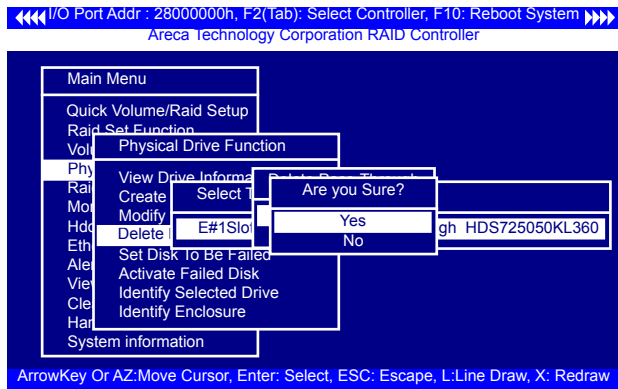 I/O Port Addr : 28000000h, F2(Tab): Select Controller, F10: Reboot System
Areca Technology Corporation RAID Controller
Main Menu
Quick Volume/Raid Setup
Raid Set Function
Physical Drive Function
View Drive
Create
Modify
Delete
Set Disk To Be Failed
Activate Failed Disk
Identify Selected Drive
Identify Enclosure
Select
Delete Pass-Through
Are you Sure?
Yes
No
E#1Slo
gh HDS725050KL360
System information
ArrowKey Or AZ:Move Cursor, Enter: Select, ESC: Escape, L:Line Draw, X: Redraw